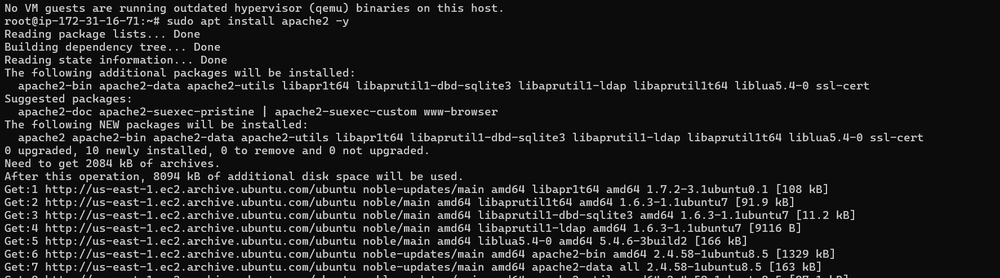 No VM guests are running outdated hypervisor (qemu) binaries on this host.
root@ip-172-31-16-71:~# sudo apt install apache2 -y
Reading package lists... Done
Building dependency tree... Done
Reading state information... Done
The following additional packages will be installed:
  apache2-bin apache2-data apache2-utils libapr1t64 libaprutil1-dbd-sqlite3 libaprutil1-ldap libaprutil1t64 liblua5.4-0 ssl-cert
Suggested packages:
  apache2-doc apache2-suexec-pristine | apache2-suexec-custom www-browser
The following NEW packages will be installed:
  apache2 apache2-bin apache2-data apache2-utils libapr1t64 libaprutil1-dbd-sqlite3 libaprutil1-ldap libaprutil1t64 liblua5.4-0 ssl-cert
0 upgraded, 10 newly installed, 0 to remove and 0 not upgraded.
Need to get 2084 kB of archives.
After this operation, 8094 kB of additional disk space will be used.
Get:1 http://us-east-1.ec2.archive.ubuntu.com/ubuntu noble-updates/main amd64 libapr1t64 amd64 1.7.2-3.1ubuntu0.1 [108 kB]
Get:2 http://us-east-1.ec2.archive.ubuntu.com/ubuntu noble/main amd64 libaprutil1t64 amd64 1.6.3-1.1ubuntu7 [91.9 kB]
Get:3 http://us-east-1.ec2.archive.ubuntu.com/ubuntu noble/main amd64 libaprutil1-dbd-sqlite3 amd64 1.6.3-1.1ubuntu7 [11.2 kB]
Get:4 http://us-east-1.ec2.archive.ubuntu.com/ubuntu noble/main amd64 libaprutil1-ldap amd64 1.6.3-1.1ubuntu7 [9116 B]
Get:5 http://us-east-1.ec2.archive.ubuntu.com/ubuntu noble/main amd64 liblua5.4-0 amd64 5.4.6-3build2 [166 kB]
Get:6 http://us-east-1.ec2.archive.ubuntu.com/ubuntu noble-updates/main amd64 apache2-bin amd64 2.4.58-1ubuntu8.5 [1329 kB]
Get:7 http://us-east-1.ec2.archive.ubuntu.com/ubuntu noble-updates/main amd64 apache2-data all 2.4.58-1ubuntu8.5 [163 kB]